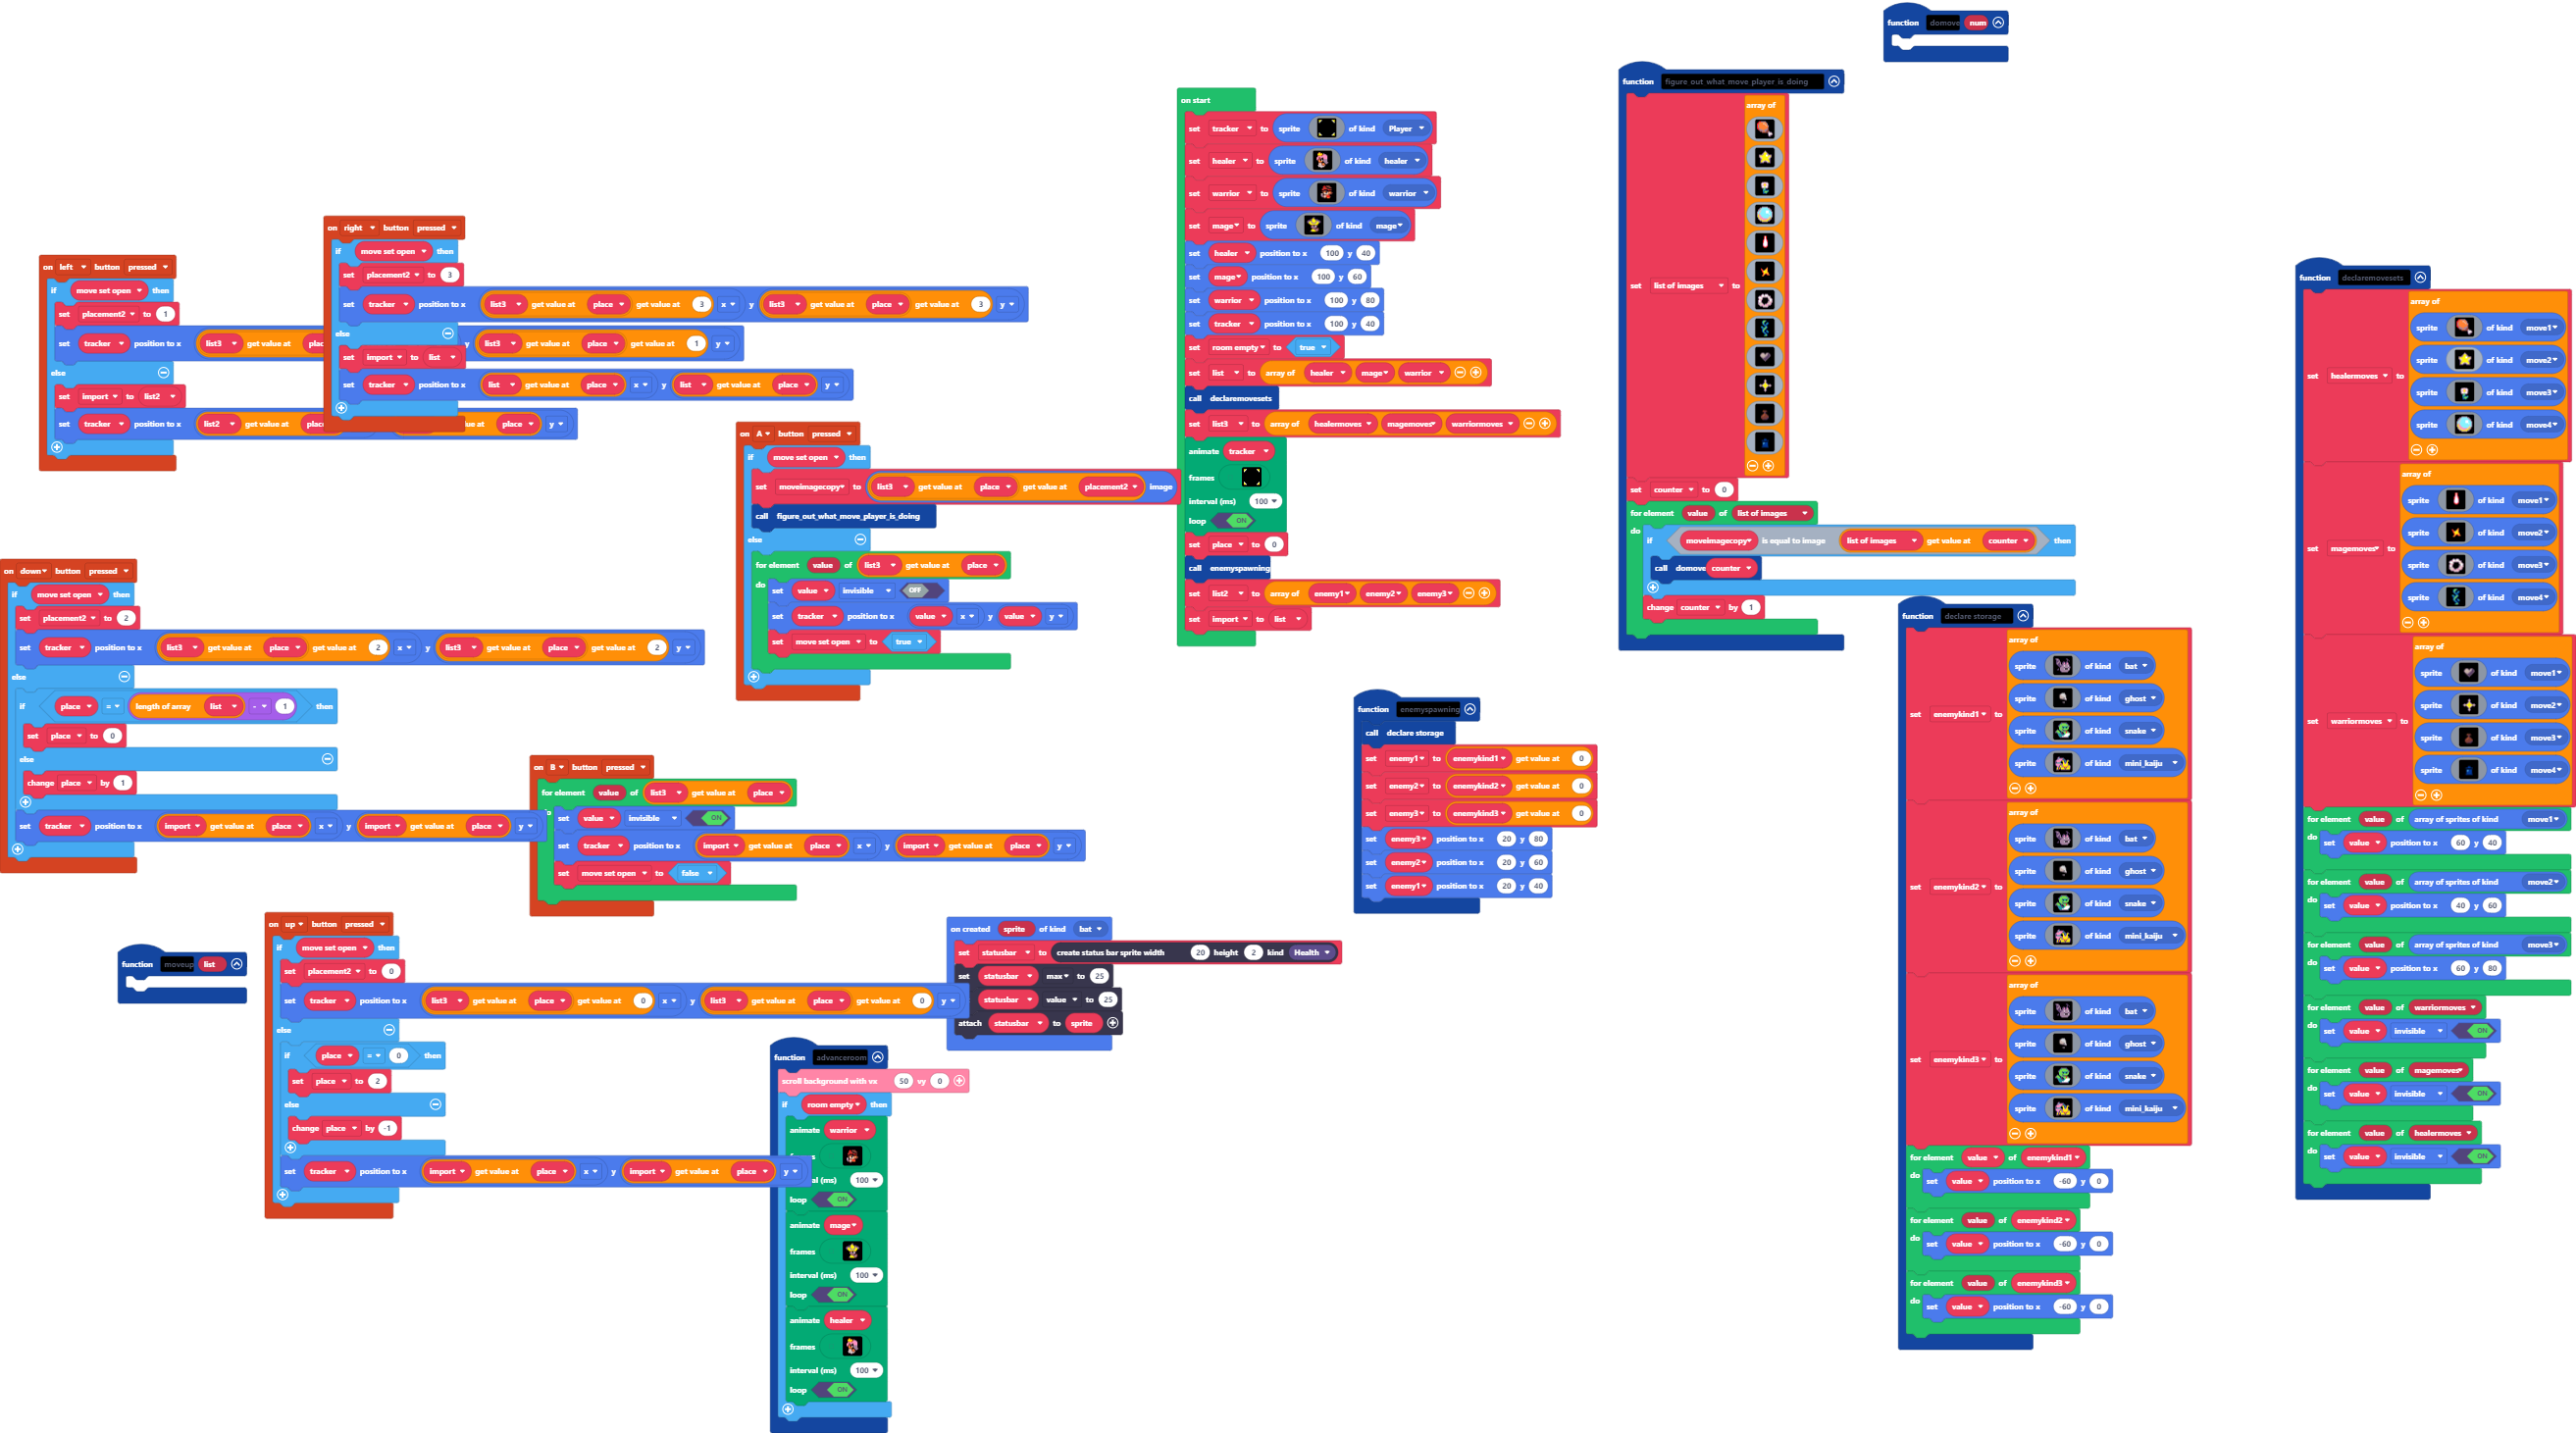 function domove num
function figure out what move player is doing
set list of images to array of
set counter to 0
for element value of list of images
do
if moveimagecopy is equal to image list of images get value at counter then
call domove counter
change counter by 1
on start
set tracker to sprite of kind Player
set healer to sprite of kind healer
set warrior to sprite of kind warrior
set mage to sprite of kind mage
set healer position to x 100 y 40
set mage position to x 100 y 60
set warrior position to x 100 y 80
set tracker position to x 100 y 40
set room empty to true
set list to array of healer mage warrior
call declaremovesets
set list3 to array of healermoves magemoves warriormoves
animate tracker
frames
interval (ms) 100
loop ON
set place to 0
call enemyspawning
set list2 to array of enemy1 enemy2 enemy3
set import to list
on left button pressed
if move set open then
set placement2 to 1
set tracker position to x list3 get value at y list3 get value at place get value at 1 y
else
set import to list2
set tracker position to x list2 get value at place y
on right button pressed
if move set open then
set placement2 to 3
set tracker position to x list3 get value at place get value at 3 x y list3 get value at place get value at 3 y
else
set import to list
set tracker position to x list get value at place x y list get value at place y
on A button pressed
if move set open then
set moveimagecopy to list3 get value at place get value at placement2 image
call figure_out_what_move_player_is_doing
else
for element value of list3 get value at place
do
set value invisible OFF
set tracker position to x value x y value y
set move set open to true
on down button pressed
if move set open then
set placement2 to 2
set tracker position to x list3 get value at place get value at 2 x y list3 get value at place get value at 2 y
else
if place = length of array list - 1 then
set place to 0
else
change place by 1
set tracker position to x import get value at place x y import get value at place y
on B button pressed
for element value of list3 get value at place
set value invisible ON
set tracker position to x import get value at place x y import get value at place y
set move set open to false
function moveup list
on up button pressed
if move set open then
set placement2 to 0
set tracker position to x list3 get value at place get value at 0 x y list3 get value at place get value at 0 y
else
if place = 0 then
set place to 2
else
change place by -1
set tracker position to x import get value at place x y import get value at place y
on created sprite of kind bat
set statusbar to create status bar sprite width 20 height 2 kind Health
set statusbar max to 25
statusbar value to 25
attach statusbar to sprite
function advanceroom
scroll background with vx 50 vy 0
if room empty then
animate warrior
100
loop ON
animate mage
frames
interval (ms) 100
loop ON
animate healer
frames
interval (ms) 100
loop ON
function enemyspawning
call declare storage
set enemy1 to enemykind1 get value at 0
set enemy2 to enemykind2 get value at 0
set enemy3 to enemykind3 get value at 0
set enemy3 position to x 20 y 80
set enemy2 position to x 20 y 60
set enemy1 position to x 20 y 40
function declare storage
set enemykind1 to array of
sprite of kind bat
sprite of kind ghost
sprite of kind snake
sprite of kind mini_kaiju
set enemykind2 to array of
sprite of kind bat
sprite of kind ghost
sprite of kind snake
sprite of kind mini_kaiju
set enemykind3 to array of
sprite of kind bat
sprite of kind ghost
sprite of kind snake
sprite of kind mini_kaiju
for element value of enemykind1
do set value position to x -60 y 0
for element value of enemykind2
do set value position to x -60 y 0
for element value of enemykind3
do set value position to x -60 y 0
function declaremovesets
set healermoves to array of
sprite of kind move1
sprite of kind move2
sprite of kind move3
sprite of kind move4
set magemoves to array of
sprite of kind move1
sprite of kind move2
sprite of kind move3
sprite of kind move4
set warriormoves to array of
sprite of kind move1
sprite of kind move2
sprite of kind move3
sprite of kind move4
for element value of array of sprites of kind move1
do set value position to x 60 y 40
for element value of array of sprites of kind move2
do set value position to x 40 y 60
for element value of array of sprites of kind move3
do set value position to x 60 y 80
for element value of warriormoves
do set value invisible ON
for element value of magemoves
do set value invisible ON
for element value of healermoves
do set value invisible ON